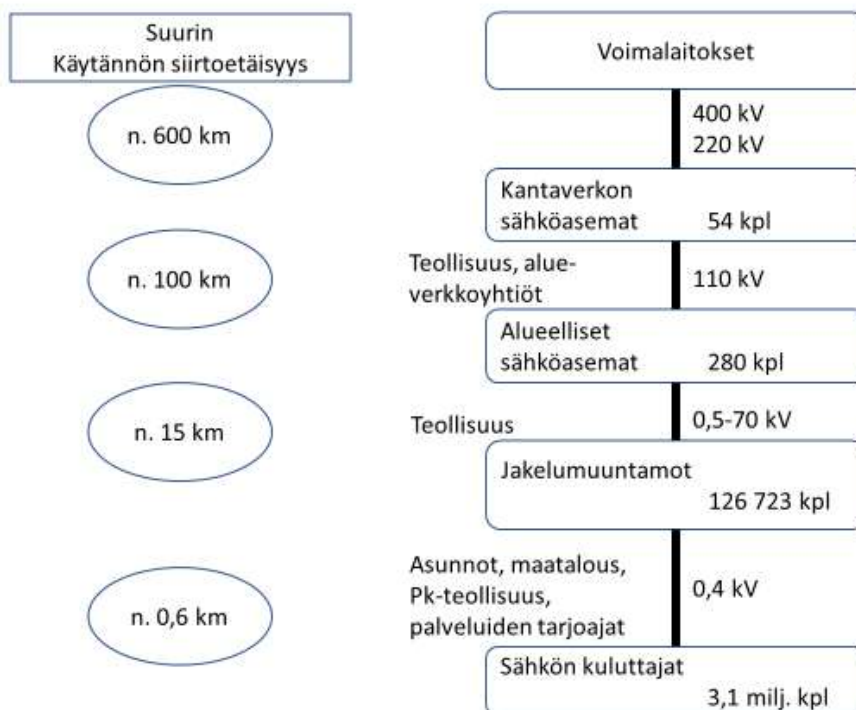 Suurin
Käytännön siirtoetäisyys
Voimalaitokset
n. 600 km
400 kV
220 kV
Kantaverkon
sähköasemat 54 kpl
n. 100 km
Teollisuus, alue-
verkkoyhtiöt
110 kV
Alueelliset
sähköasemat 280 kpl
n. 15 km
Teollisuus
0,5-70 kV
Jakelumuuntamot
126 723 kpl
n. 0,6 km
Asunnot, maatalous,
Pk-teollisuus,
palveluiden tarjoajat
0,4 kV
Sähkön kuluttajat
3,1 milj. kpl